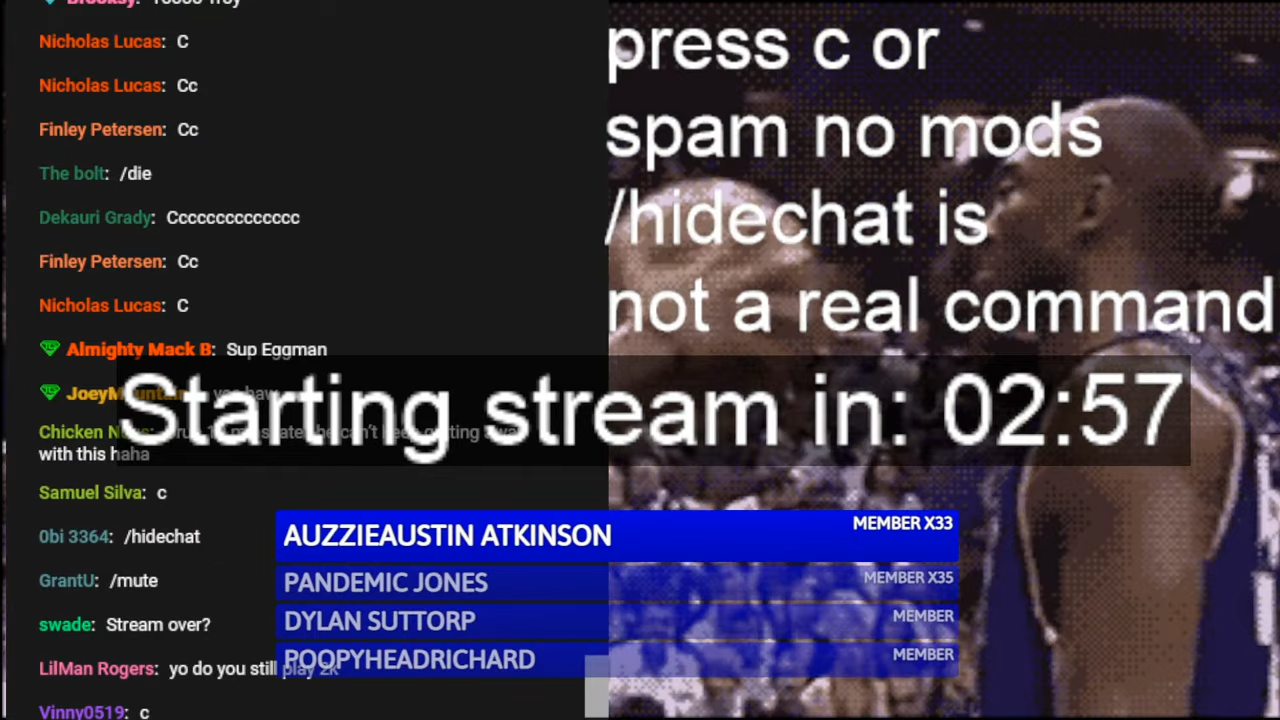 Brooksy:
Nicholas Lucas: C
Nicholas Lucas: Cc
Finley Petersen: Cc
The bolt: /die
Dekauri Grady: Ccccccccccccc
Finley Petersen: Cc
Nicholas Lucas: C
Almighty Mack B: Sup Eggman
with this haha
Samuel Silva: c
0bi 3364: /hidechat
GrantU: /mute
swade: Stream over?
LilMan Rogers: yo do you still play 2k
Vinny0519: c
press c or
spam no mods
/hidechat is
not a real command
Starting stream in: 02:57
AUZZIEAUSTIN ATKINSON MEMBER X33
PANDEMIC JONES MEMBER X35
DYLAN SUTTORP MEMBER
POOPYHEADRICHARD MEMBER